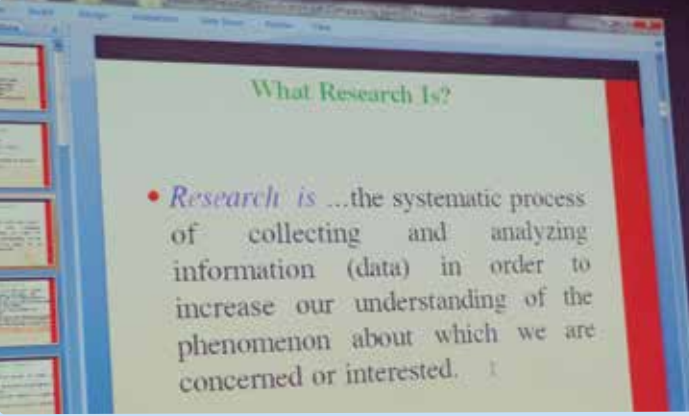 What Research Is?
• Research is ...the systematic process
of collecting and analyzing
information (data) in order to
increase our understanding of the
phenomenon about which we are
concerned or interested.